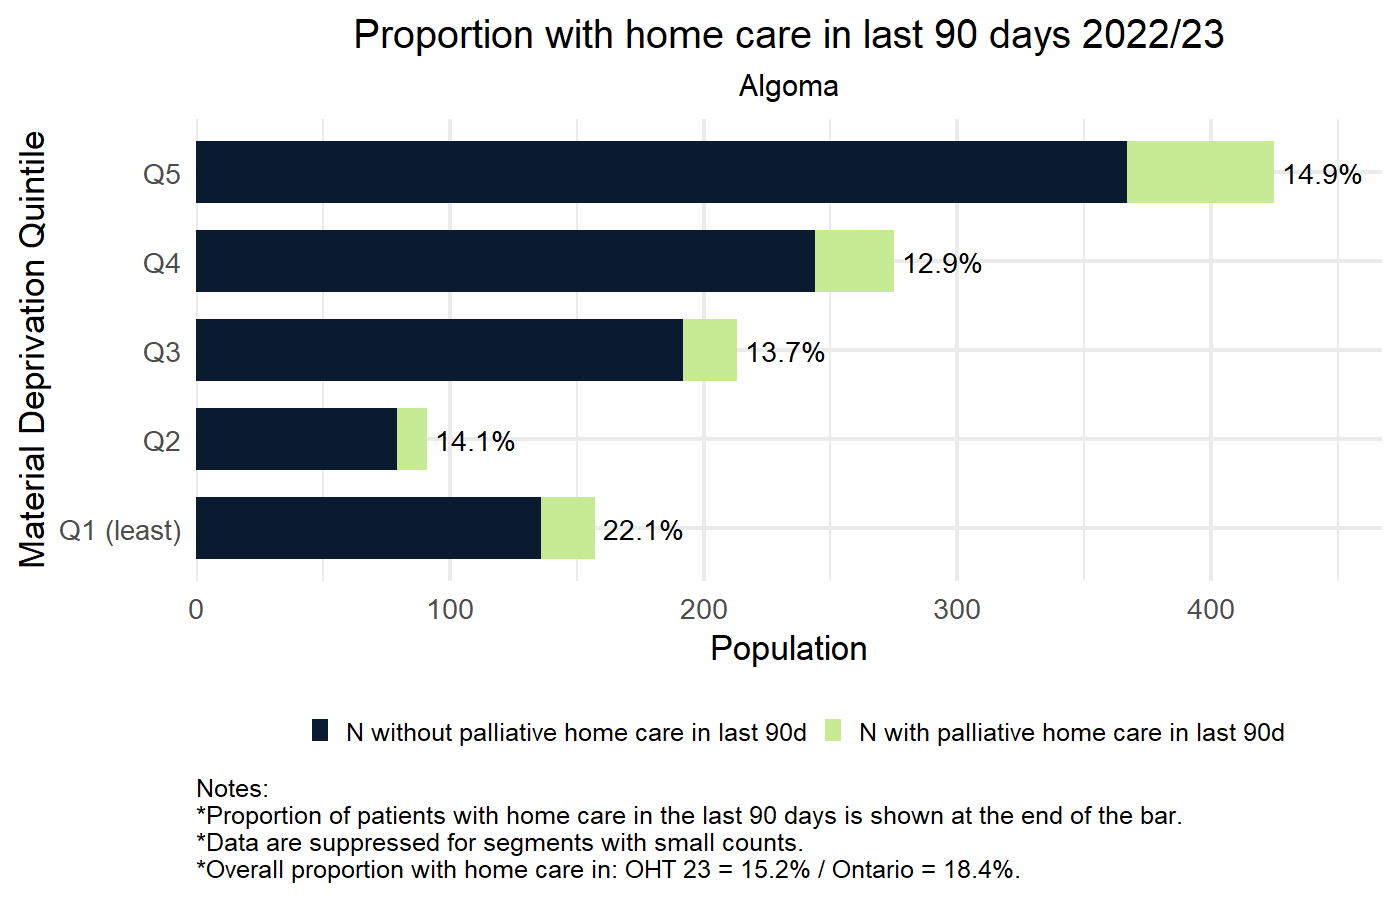 Proportion with home care in last 90 days 2022/23
Algoma
Material Deprivation Quintile
Q5
14.9%
Q4
12.9%
Q3
13.7%
Q2
14.1%
Q1 (least)
22.1%
0 100 200 300 400
Population
N without palliative home care in last 90d N with palliative home care in last 90d
Notes:
*Proportion of patients with home care in the last 90 days is shown at the end of the bar.
*Data are suppressed for segments with small counts.
*Overall proportion with home care in: OHT 23 = 15.2% / Ontario = 18.4%.